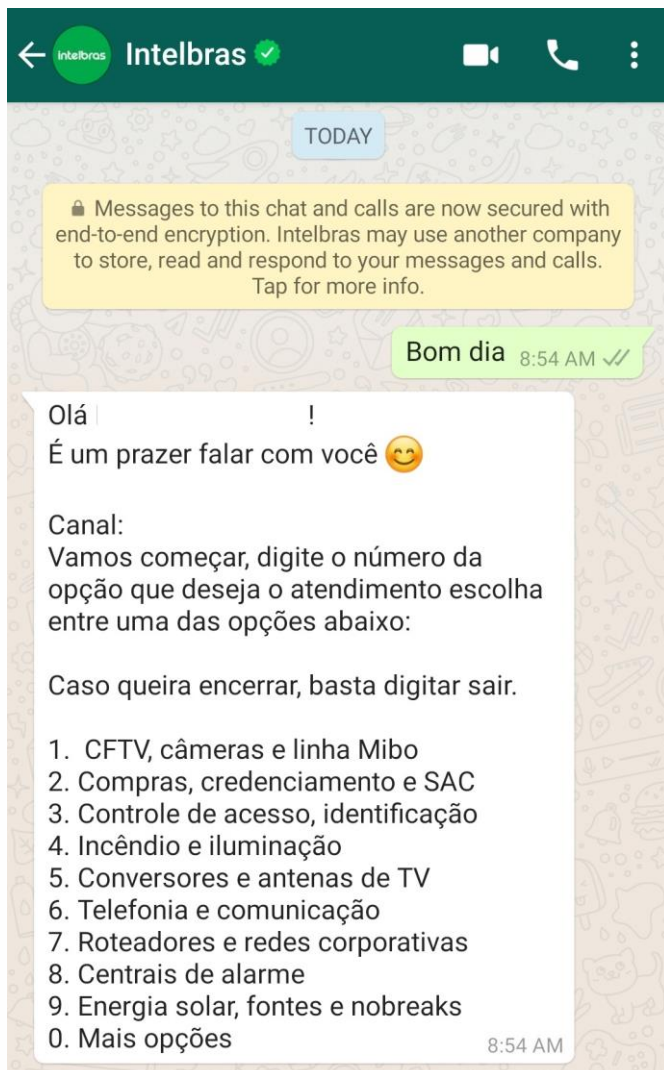 intelbras
Intelbras
TODAY
Messages to this chat and calls are now secured with
end-to-end encryption. Intelbras may use another company
to store, read and respond to your messages and calls.
Tap for more info.
Bom dia 8:54 AM
Olá !
É um prazer falar com você 😊
Canal:
Vamos começar, digite o número da
opção que deseja o atendimento escolha
entre uma das opções abaixo:
Caso queira encerrar, basta digitar sair.
1. CFTV, câmeras e linha Mibo
2. Compras, credenciamento e SAC
3. Controle de acesso, identificação
4. Incêndio e iluminação
5. Conversores e antenas de TV
6. Telefonia e comunicação
7. Roteadores e redes corporativas
8. Centrais de alarme
9. Energia solar, fontes e nobreaks
0. Mais opções 8:54 AM